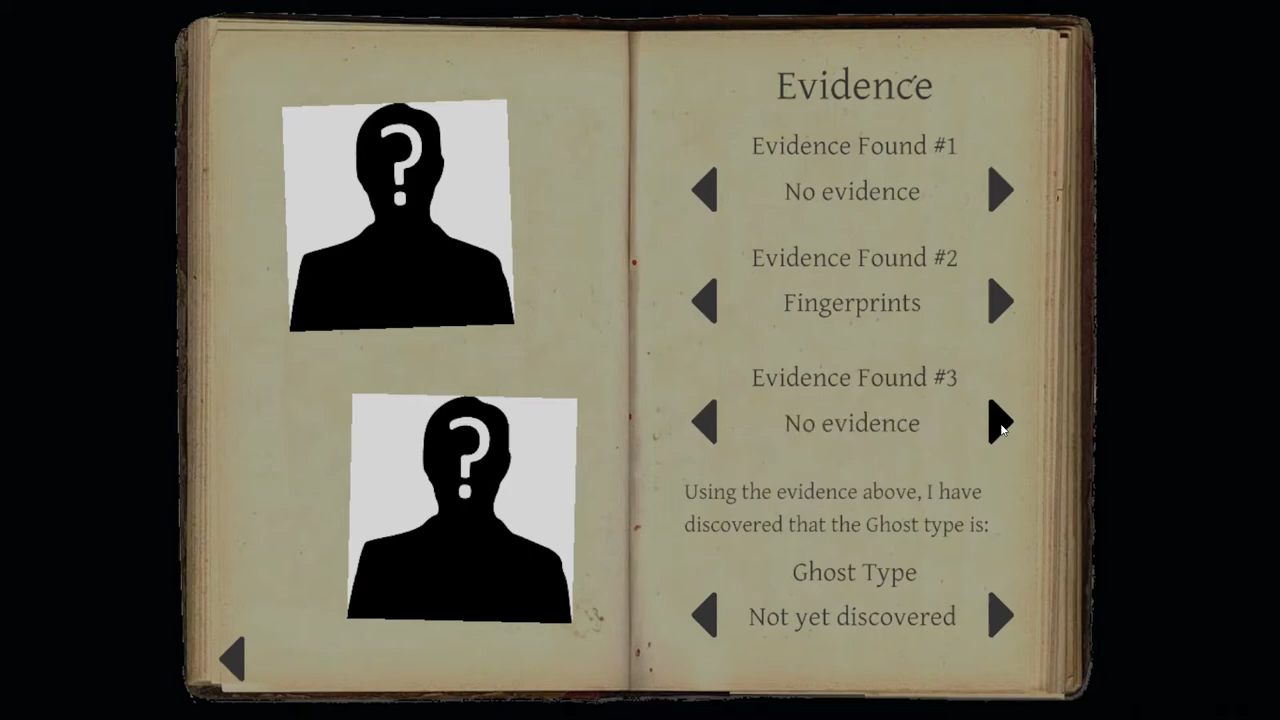 ?
?
Evidence
Evidence Found #1
No evidence
Evidence Found #2
Fingerprints
Evidence Found #3
No evidence
Using the evidence above, I have
discovered that the Ghost type is:
Ghost Type
Not yet discovered